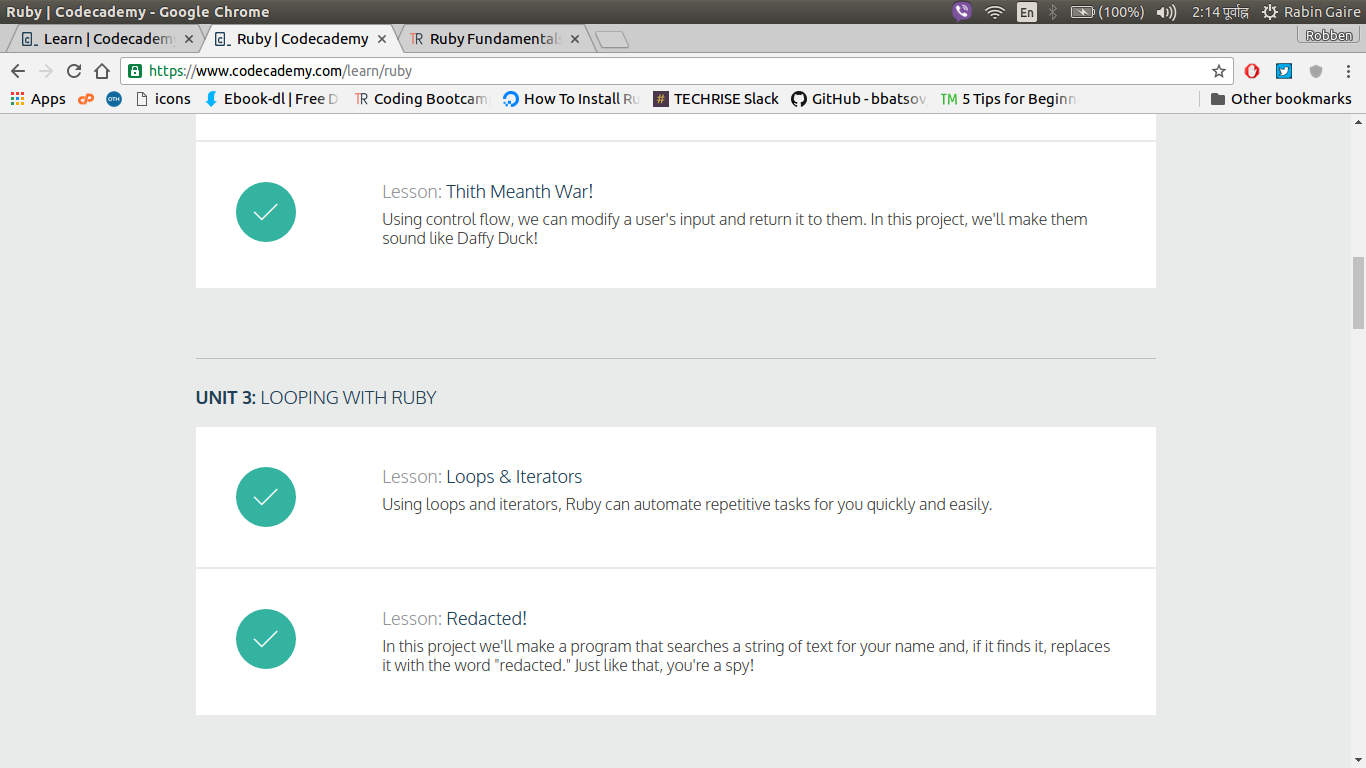 Ruby | Codecademy - Google Chrome
En
(100%)
2:14 पूर्वाह्न
Rabin Gaire
Learn | Codecademy
Ruby | Codecademy
TR Ruby Fundamentals
Robben
https://www.codecademy.com/learn/ruby
Apps
cP
OTH
icons
Ebook-dl | Free D
TR Coding Bootcam
How To Install Ru
# TECHRISE Slack
GitHub - bbatsov
TM 5 Tips for Beginn
Other bookmarks
Lesson: Thith Meanth War!
Using control flow, we can modify a user's input and return it to them. In this project, we'll make them
sound like Daffy Duck!
UNIT 3: LOOPING WITH RUBY
Lesson: Loops & Iterators
Using loops and iterators, Ruby can automate repetitive tasks for you quickly and easily.
Lesson: Redacted!
In this project we'll make a program that searches a string of text for your name and, if it finds it, replaces
it with the word "redacted." Just like that, you're a spy!